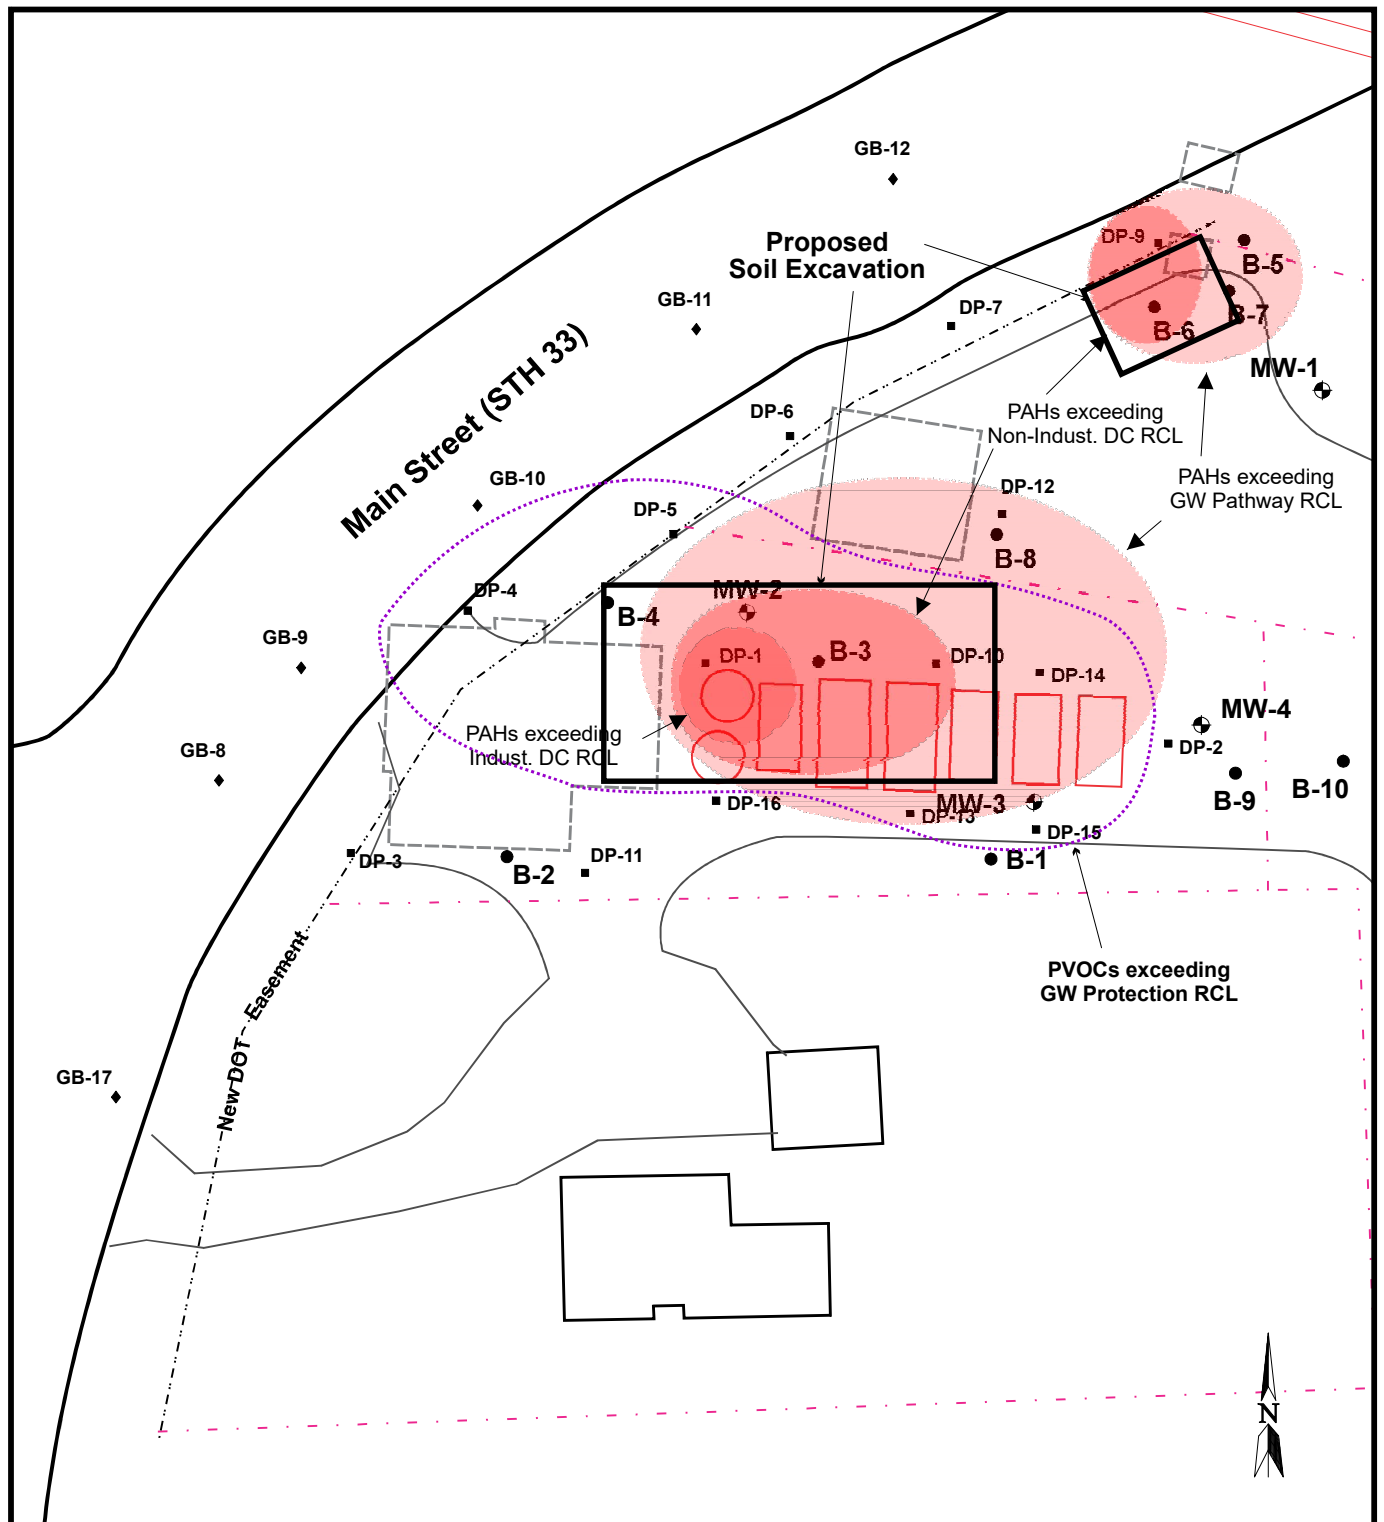 GB-12
DP-9
B-5
Proposed
Soil Excavation
GB-11
DP-7
B-7
B-6
MW-1
Main Street (STH 33)
DP-6
PAHs exceeding
Non-Indust. DC RCL
PAHs exceeding
GW Pathway RCL
GB-10
DP-5
DP-12
B-8
DP-4
MW-2
B-4
GB-9
DP-1
B-3
DP-10
DP-14
MW-4
PAHs exceeding
Indust. DC RCL
GB-8
DP-2
B-9
B-10
DP-16
MW-3
DP-13
DP-15
DP-3
B-2
DP-11
B-1
PVOCs exceeding
GW Protection RCL
New DOT Easement
GB-17
N